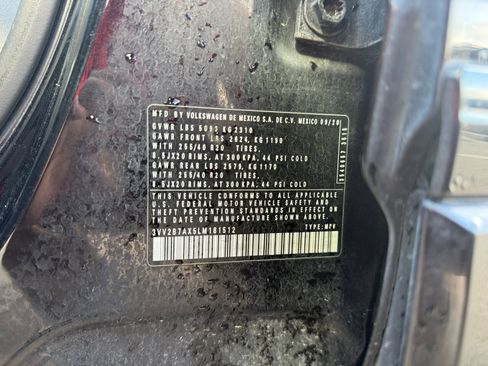 MFD BY VOLKSWAGEN DE MEXICO S.A. DE C.V. MEXICO 09/20
GVWR LBS 5093 KG 2310
GAWR FRONT LBS 2624, KG 1190
WITH 255/40 R20 TIRES.
8.5JX20 RIMS, AT 300 KPA, 44 PSI COLD
GAWR REAR LBS 2579, KG 1170
WITH 255/40 R20 TIRES.
8.5JX20 RIMS, AT 300 KPA, 44 PSI COLD
THIS VEHICLE CONFORMS TO ALL APPLICABLE
U.S. FEDERAL MOTOR VEHICLE SAFETY AND
THEFT PREVENTION STANDARDS IN EFFECT ON
THE DATE OF MANUFACTURE SHOWN ABOVE
3VV2B7AX5LM181512 TYPE: MPV